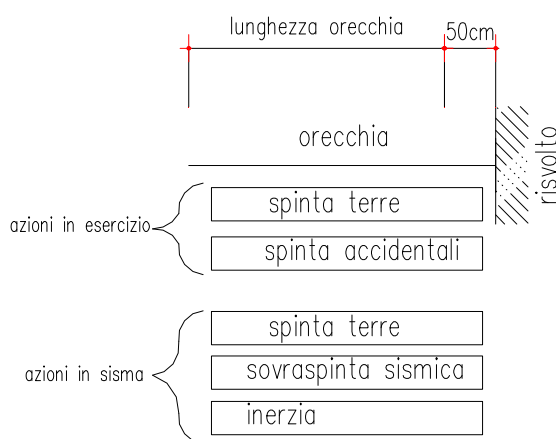 lunghezza orecchia
50cm
orecchia
risvolto
azioni in esercizio
spinta terre
spinta accidentali
azioni in sisma
spinta terre
sovraspinta sismica
inerzia